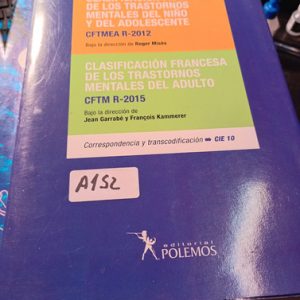 DE LOS TRASTORNOS
MENTALES DEL NIÑO
Y DEL ADOLESCENTE
CFTMEA R-2012
Bajo la dirección de Roger Misès
CLASIFICACIÓN FRANCESA
DE LOS TRASTORNOS
MENTALES DEL ADULTO
CFTM R-2015
Bajo la dirección de
Jean Garrabé y François Kammerer
Correspondencia y transcodificación ⇔ CIE 10
A152
editorial
POLEMOS